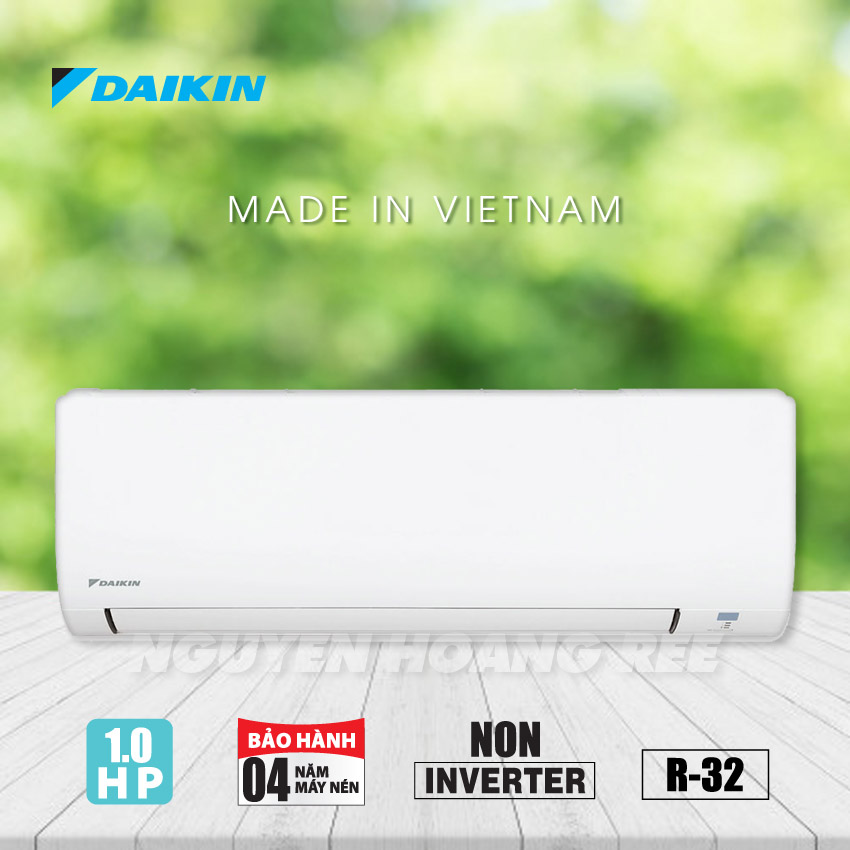 DAIKIN
MADE IN VIETNAM
DAIKIN
NGUYEN HOANG REE
1.0
HP
BẢO HÀNH
04 NĂM
MÁY NÉN
NON
INVERTER
R-32